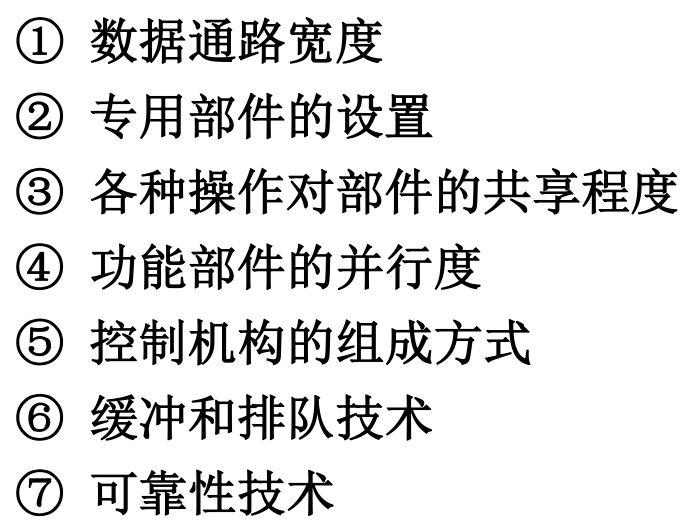 ① 数据通路宽度
② 专用部件的设置
③ 各种操作对部件的共享程度
④ 功能部件的并行度
⑤ 控制机构的组成方式
⑥ 缓冲和排队技术
⑦ 可靠性技术